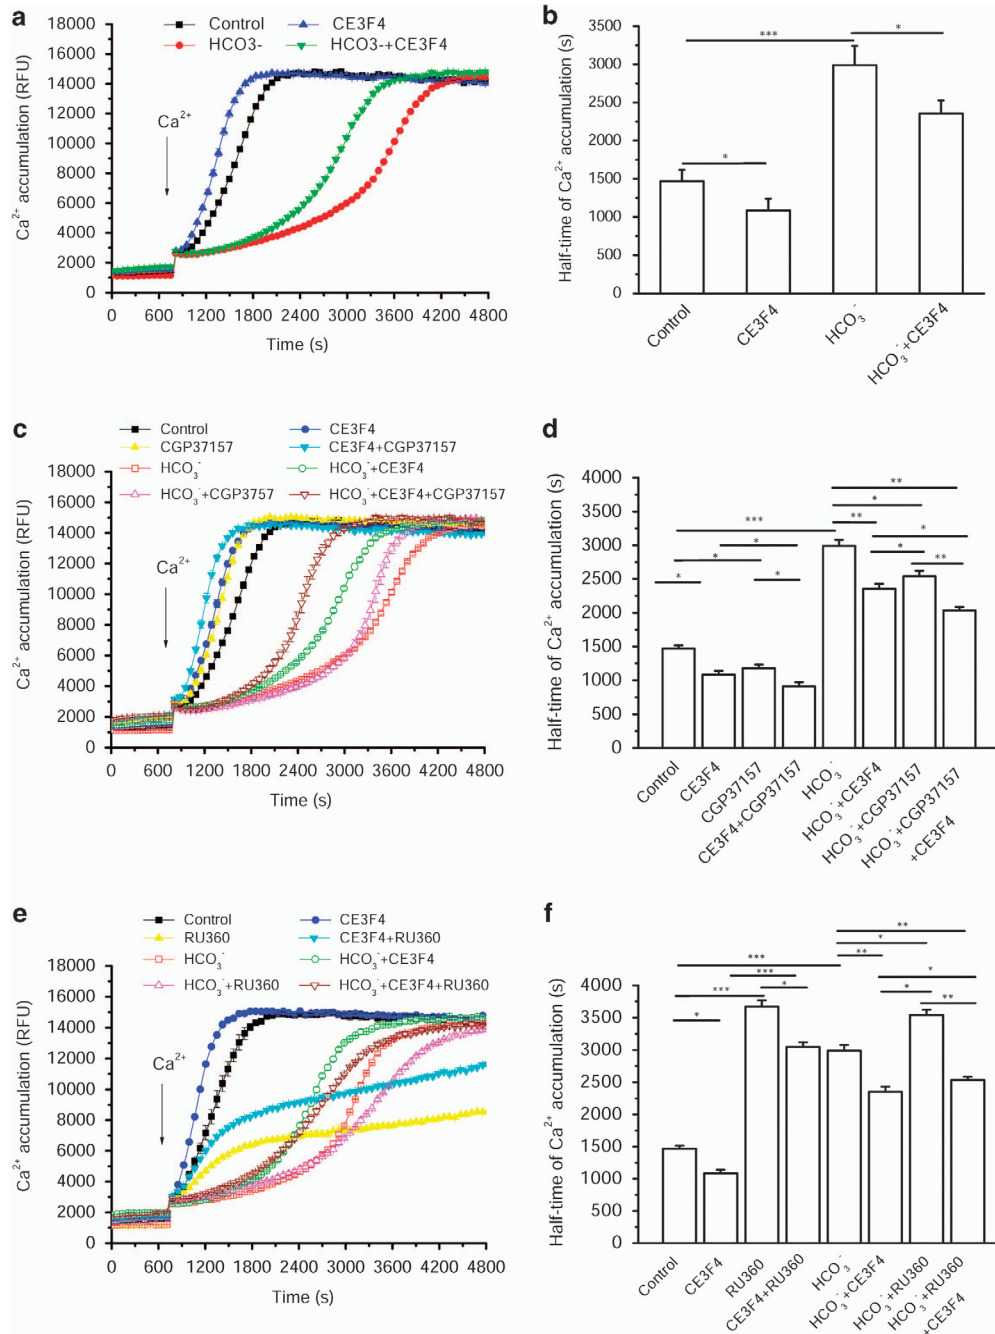 a
Control
CE3F4
HCO3-
HCO3-+CE3F4
Ca²⁺ accumulation (RFU)
18000
16000
14000
12000
10000
8000
6000
4000
2000
0
Ca²⁺
0 600 1200 1800 2400 3000 3600 4200 4800
Time (s)
b
Half-time of Ca²⁺ accumulation (s)
3500
3000
2500
2000
1500
1000
500
0
*** *
*
Control
CE3F4
HCO₃⁻
HCO₃⁻+CE3F4
c
Control
CE3F4
CGP37157
CE3F4+CGP37157
HCO₃⁻
HCO₃⁻+CE3F4
HCO₃⁻+CGP3757
HCO₃⁻+CE3F4+CGP37157
Ca²⁺ accumulation (RFU)
18000
16000
14000
12000
10000
8000
6000
4000
2000
0
Ca²⁺
0 600 1200 1800 2400 3000 3600 4200 4800
Time (s)
d
Half-time of Ca²⁺ accumulation (s)
4000
3500
3000
2500
2000
1500
1000
500
0
**
*
*** ** *
* *
* **
* *
Control
CE3F4
CGP37157
CE3F4+CGP37157
HCO₃⁻
HCO₃⁻+CE3F4
HCO₃⁻+CGP37157
HCO₃⁻+CGP37157
+CE3F4
e
Control
CE3F4
RU360
CE3F4+RU360
HCO₃⁻
HCO₃⁻+CE3F4
HCO₃⁻+RU360
HCO₃⁻+CE3F4+RU360
Ca²⁺ accumulation (RFU)
18000
16000
14000
12000
10000
8000
6000
4000
2000
0
Ca²⁺
0 600 1200 1800 2400 3000 3600 4200 4800
Time (s)
f
Half-time of Ca²⁺ accumulation (s)
4000
3500
3000
2500
2000
1500
1000
500
0
**
*
*** **
*** *
*** * * **
*
Control
CE3F4
RU360
CE3F4+RU360
HCO₃⁻
HCO₃⁻+CE3F4
HCO₃⁻+RU360
HCO₃⁻+RU360
+CE3F4